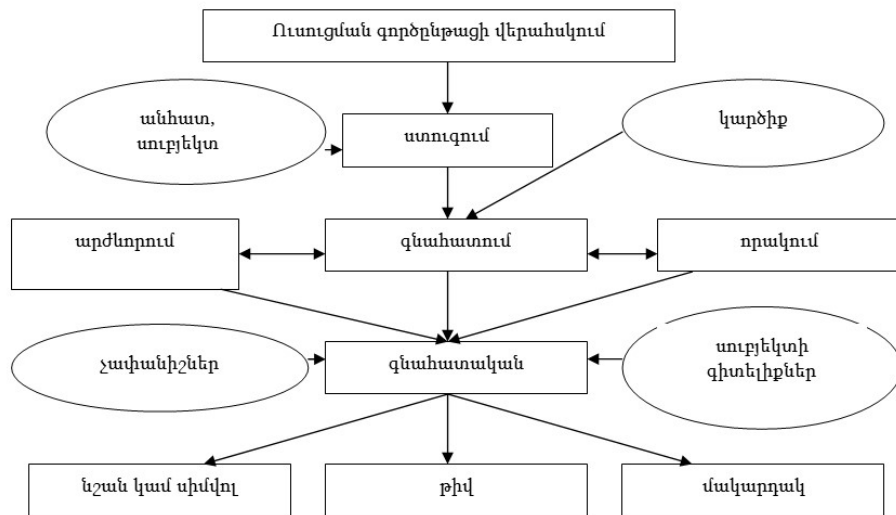 Ուսուցման գործընթացի վերահսկում
անհատ,
սուբյեկտ
ստուգում
կարծիք
արժևորում
գնահատում
որակում
չափանիշներ
գնահատական
սուբյեկտի
գիտելիքներ
նշան կամ սիմվոլ
թիվ
մակարդակ